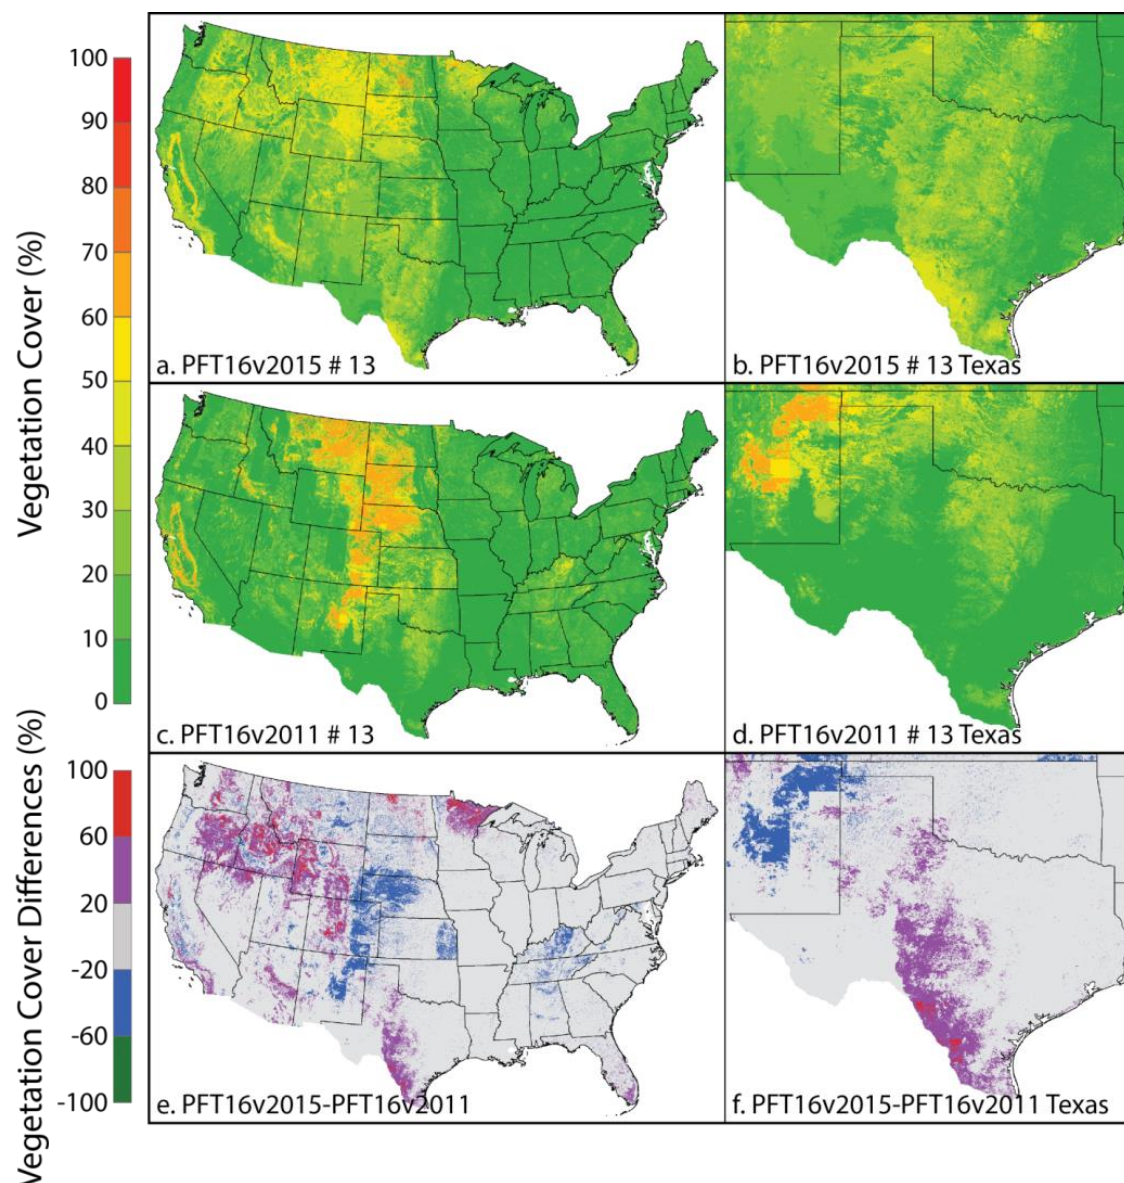 Vegetation Cover (%)
100
90
80
70
60
50
40
30
20
10
0
a. PFT16v2015 # 13
b. PFT16v2015 # 13 Texas
c. PFT16v2011 # 13
d. PFT16v2011 # 13 Texas
Vegetation Cover Differences (%)
100
60
20
-20
-60
-100
e. PFT16v2015-PFT16v2011
f. PFT16v2015-PFT16v2011 Texas